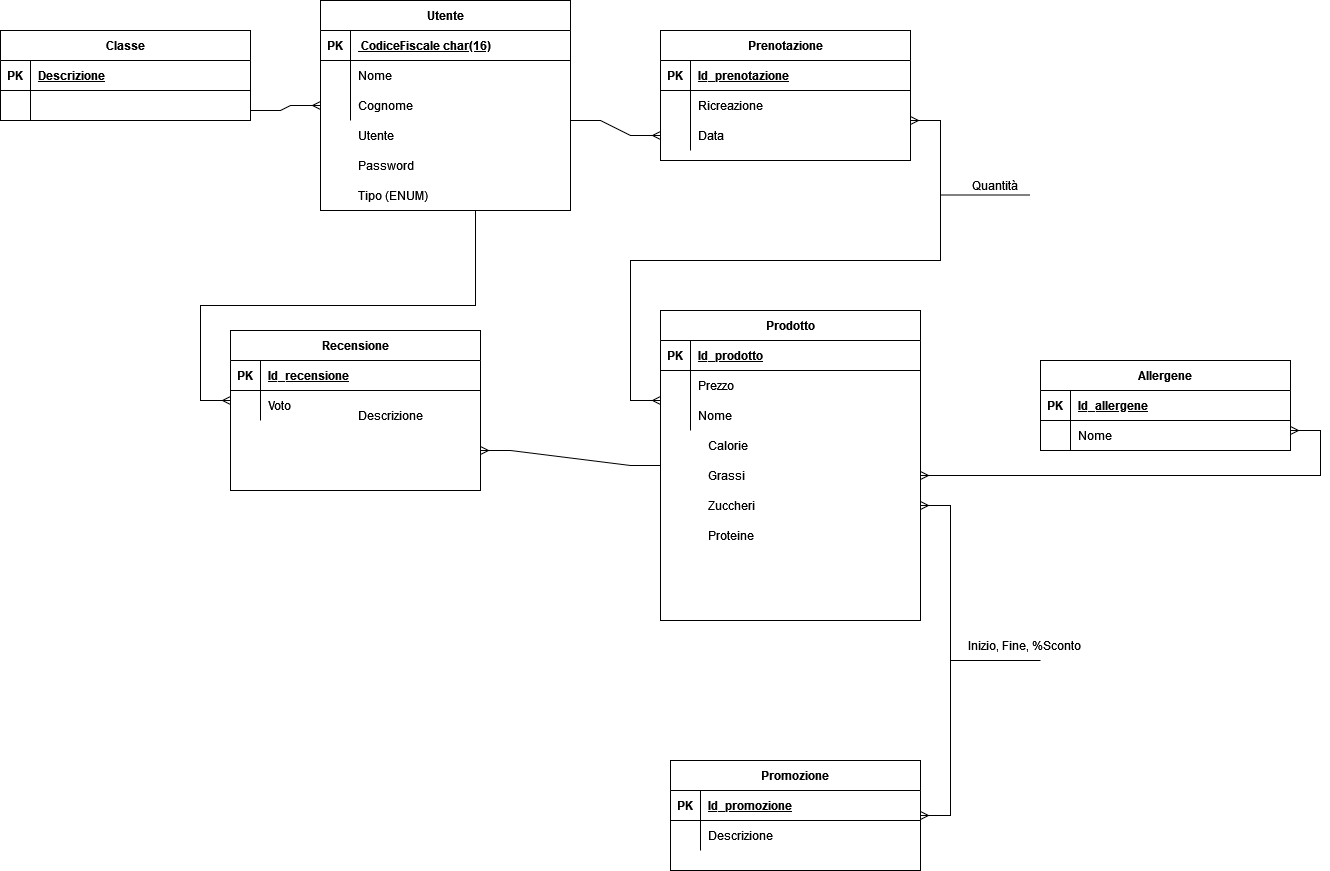 Utente
PK CodiceFiscale char(16)
Nome
Cognome
Utente
Password
Tipo (ENUM)
Classe
PK Descrizione
Prenotazione
PK Id_prenotazione
Ricreazione
Data
Quantità
Recensione
PK Id_recensione
Voto
Descrizione
Prodotto
PK Id_prodotto
Prezzo
Nome
Calorie
Grassi
Zuccheri
Proteine
Allergene
PK Id_allergene
Nome
Inizio, Fine, %Sconto
Promozione
PK Id_promozione
Descrizione